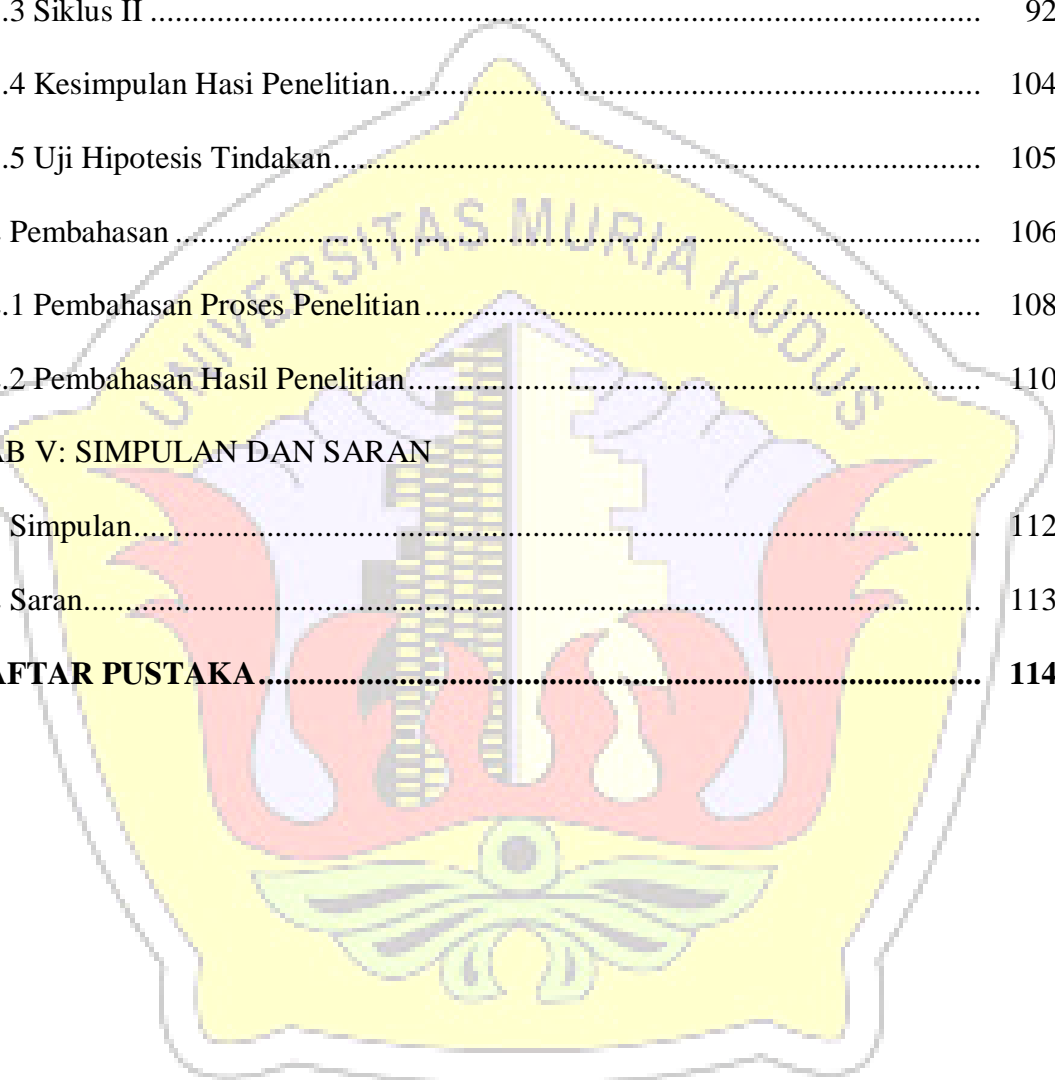 .3 Siklus II ........ 92
.4 Kesimpulan Hasi Penelitian........ 104
.5 Uji Hipotesis Tindakan........ 105
Pembahasan ........ 106
.1 Pembahasan Proses Penelitian ........ 108
.2 Pembahasan Hasil Penelitian ........ 110
AB V: SIMPULAN DAN SARAN
Simpulan........ 112
Saran........ 113
AFTAR PUSTAKA ........ 114
UNIVERSITAS MURIA KUDUS